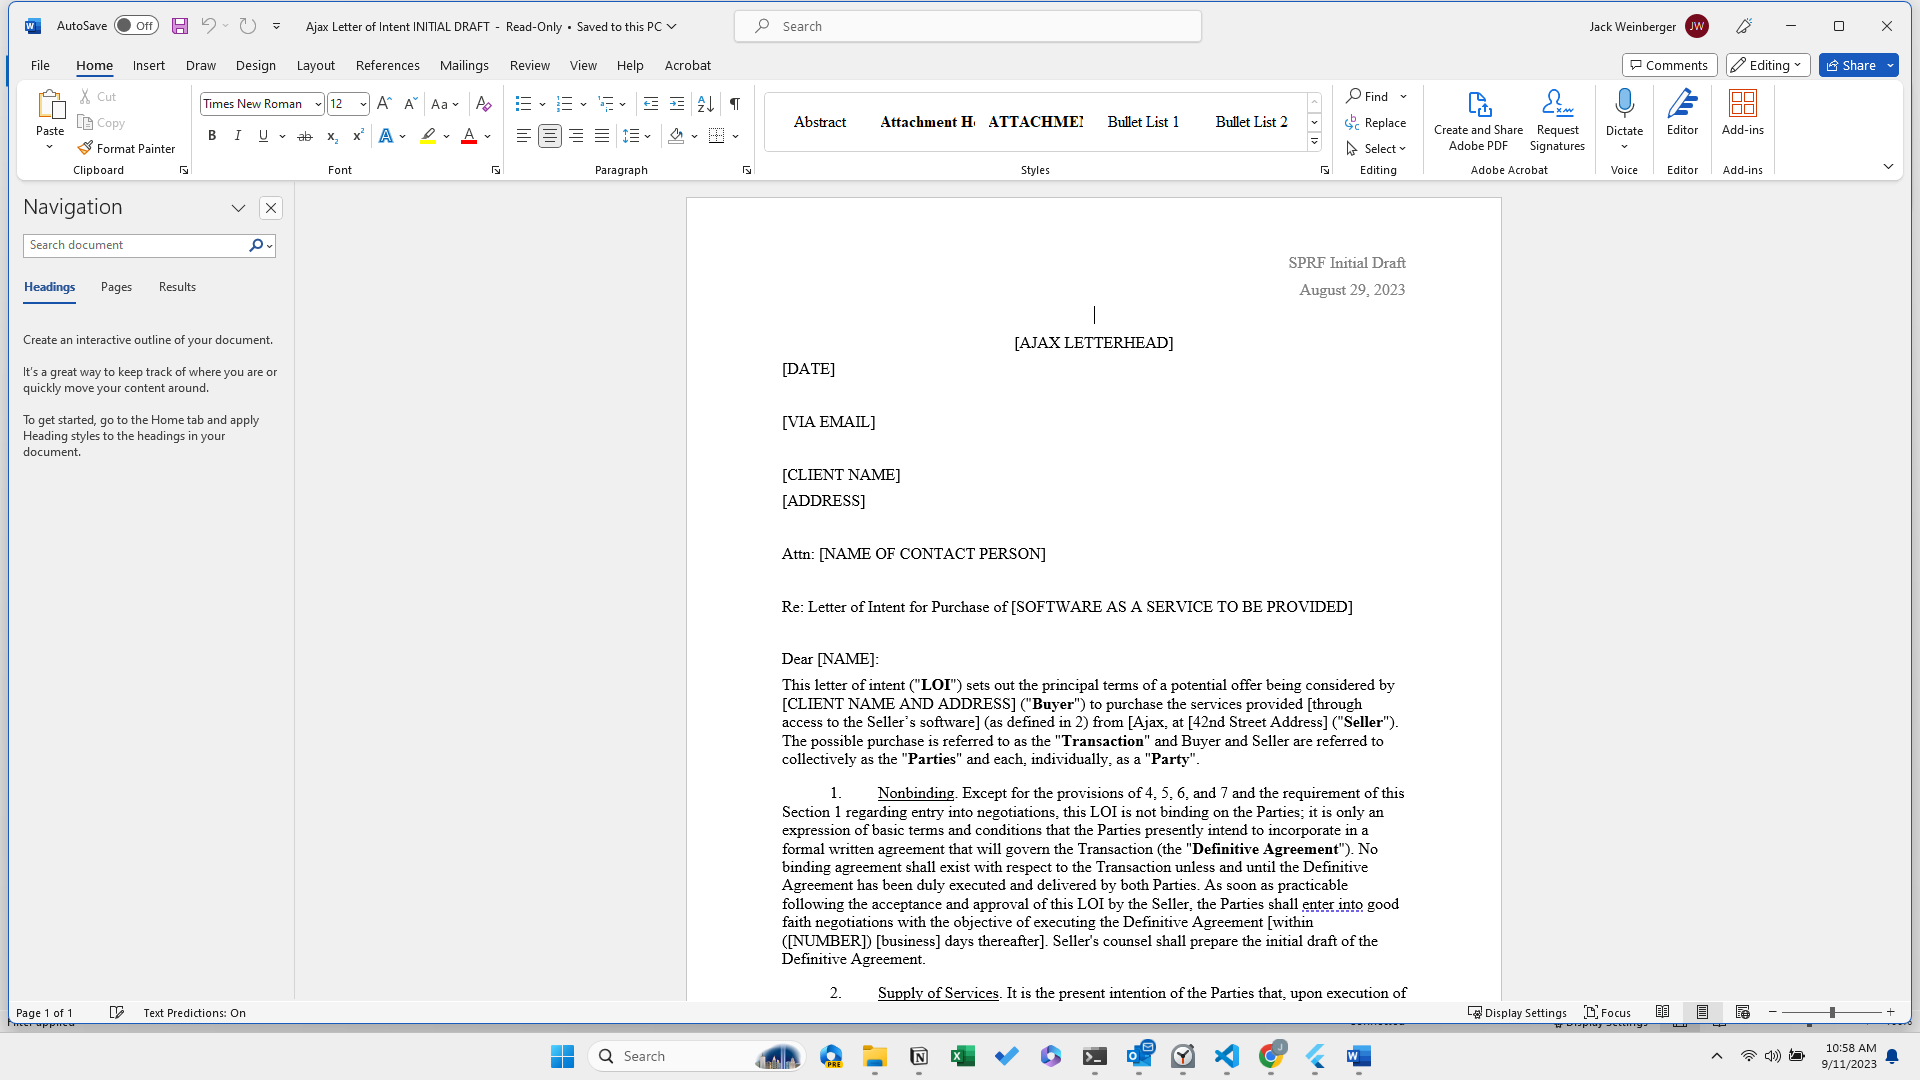 AutoSave Off Ajax Letter of Intent INITIAL DRAFT - Read-Only • Saved to this PC Search Jack Weinberger JW
File Home Insert Draw Design Layout References Mailings Review View Help Acrobat Comments Editing Share
Paste Cut Copy Format Painter
Clipboard
Times New Roman 12 Aa
Font
Paragraph
Abstract Attachment He ATTACHMEN Bullet List 1 Bullet List 2
Styles
Find
Replace
Select
Editing
Create and Share Adobe PDF
Request Signatures
Adobe Acrobat
Dictate
Voice
Editor
Editor
Add-ins
Add-ins
Navigation
Search document
Headings Pages Results
Create an interactive outline of your document.
It's a great way to keep track of where you are or
quickly move your content around.
To get started, go to the Home tab and apply
Heading styles to the headings in your
document.
SPRF Initial Draft
August 29, 2023
[AJAX LETTERHEAD]
[DATE]
[VIA EMAIL]
[CLIENT NAME]
[ADDRESS]
Attn: [NAME OF CONTACT PERSON]
Re: Letter of Intent for Purchase of [SOFTWARE AS A SERVICE TO BE PROVIDED]
Dear [NAME]:
This letter of intent ("LOI") sets out the principal terms of a potential offer being considered by
[CLIENT NAME AND ADDRESS] ("Buyer") to purchase the services provided [through
access to the Seller's software] (as defined in 2) from [Ajax, at [42nd Street Address] ("Seller").
The possible purchase is referred to as the "Transaction" and Buyer and Seller are referred to
collectively as the "Parties" and each, individually, as a "Party".
1. Nonbinding. Except for the provisions of 4, 5, 6, and 7 and the requirement of this
Section 1 regarding entry into negotiations, this LOI is not binding on the Parties; it is only an
expression of basic terms and conditions that the Parties presently intend to incorporate in a
formal written agreement that will govern the Transaction (the "Definitive Agreement"). No
binding agreement shall exist with respect to the Transaction unless and until the Definitive
Agreement has been duly executed and delivered by both Parties. As soon as practicable
following the acceptance and approval of this LOI by the Seller, the Parties shall enter into good
faith negotiations with the objective of executing the Definitive Agreement [within
([NUMBER]) [business] days thereafter]. Seller's counsel shall prepare the initial draft of the
Definitive Agreement.
2. Supply of Services. It is the present intention of the Parties that, upon execution of
Page 1 of 1 Text Predictions: On Display Settings Focus
Search
PRE
10:58 AM
9/11/2023